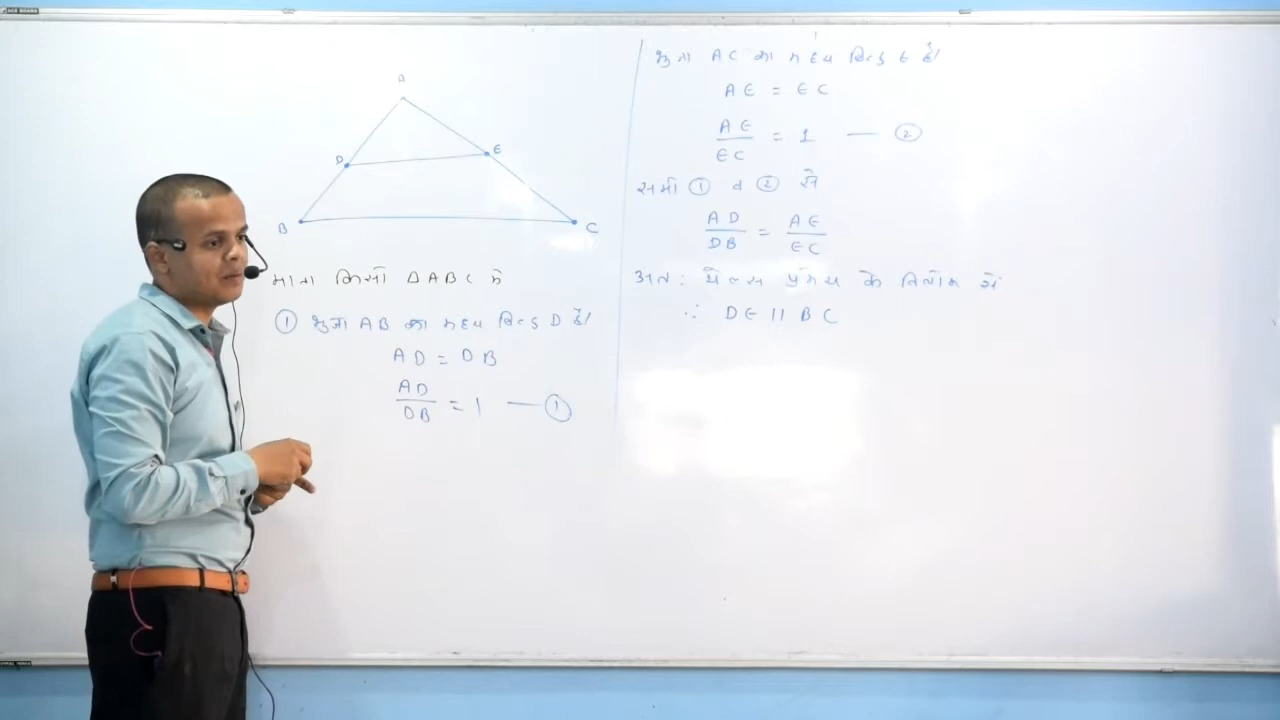 A
D
E
B
C
माना किसी ΔABC में
① भुजा AB का मध्य बिन्दु D है।
AD = DB
AD/DB = 1 — ①
भुजा AC का मध्य बिन्दु E है।
AE = EC
AE/EC = 1 — ②
समी ① व ② से
AD/DB = AE/EC
अत: थेल्स प्रमेय के विलोम से
∴ DE || BC